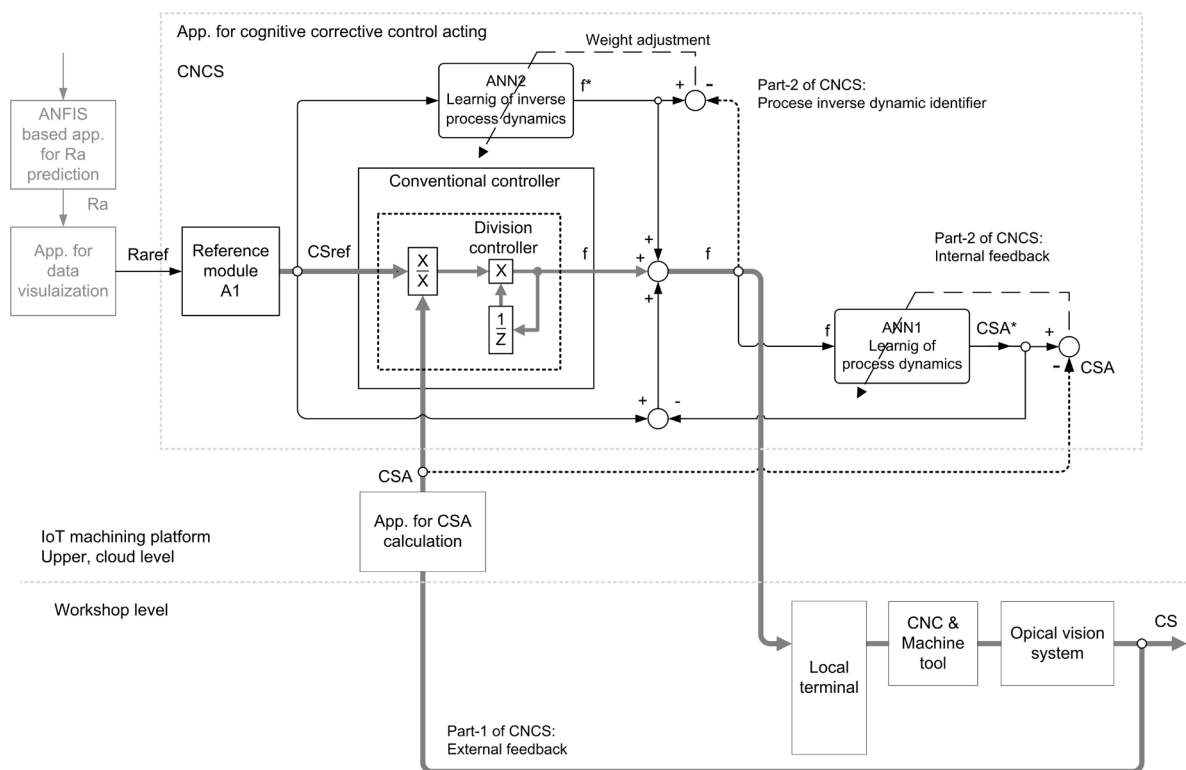 App. for cognitive corrective control acting
CNCS
Weight adjustment
ANN2
Learnig of inverse
process dynamics
f*
+
-
Part-2 of CNCS:
Procese inverse dynamic identifier
ANFIS
based app.
for Ra
prediction
Ra
App. for
data
visulaization
Raref
Reference
module
A1
CSref
Conventional controller
Division
controller
X
X
X
1
Z
f
+
+
+
f
Part-2 of CNCS:
Internal feedback
f
ANN1
Learnig of
process dynamics
CSA*
+
-
CSA
+
-
CSA
App. for CSA
calculation
IoT machining platform
Upper, cloud level
Workshop level
Local
terminal
CNC &
Machine
tool
Opical vision
system
CS
Part-1 of CNCS:
External feedback